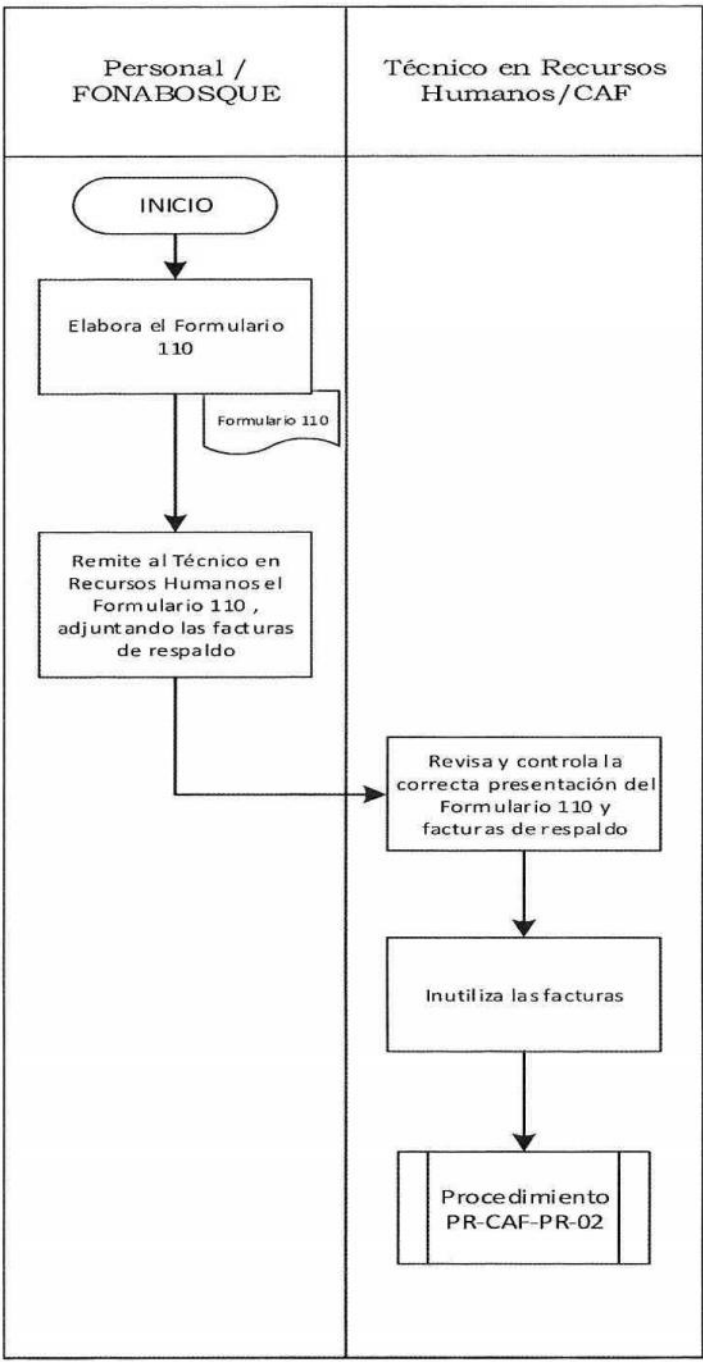 Personal /
FONABOSQUE
Técnico en Recursos
Humanos/CAF
INICIO
Elabora el Formulario
110
Formulario 110
Remite al Técnico en
Recursos Humanos el
Formulario 110 ,
adjuntando las facturas
de respaldo
Revisa y controla la
correcta presentación del
Formulario 110 y
facturas de respaldo
Inutiliza las facturas
Procedimiento
PR-CAF-PR-02